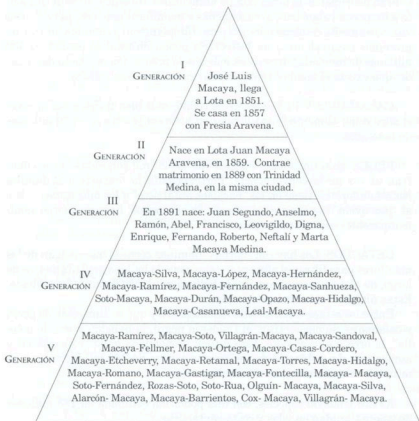 I
GENERACIÓN
José Luis
Macaya, llega
a Lota en 1851.
Se casa en 1857
con Fresia Aravena.
II
GENERACIÓN
Nace en Lota Juan Macaya
Aravena, en 1859. Contrae
matrimonio en 1889 con Trinidad
Medina, en la misma ciudad.
III
GENERACIÓN
En 1891 nace: Juan Segundo, Anselmo,
Ramón, Abel, Francisco, Leovigildo, Digna,
Enrique, Fernando, Roberto, Neftalí y Marta
Macaya Medina.
IV
GENERACIÓN
Macaya-Silva, Macaya-López, Macaya-Hernández,
Macaya-Ramírez, Macaya-Fernández, Macaya-Sanhueza,
Soto-Macaya, Macaya-Durán, Macaya-Opazo, Macaya-Hidalgo,
Macaya-Casanueva, Leal-Macaya.
V
GENERACIÓN
Macaya-Ramírez, Macaya-Soto, Villagrán-Macaya, Macaya-Sandoval,
Macaya-Fellmer, Macaya-Ortega, Macaya-Casas-Cordero,
Macaya-Etcheverry, Macaya-Retamal, Macaya-Torres, Macaya-Hidalgo,
Macaya-Romano, Macaya-Gastigar, Macaya-Fontecilla, Macaya- Macaya,
Soto-Fernández, Rozas-Soto, Soto-Rua, Olguín- Macaya, Macaya-Silva,
Alarcón- Macaya, Macaya-Barrientos, Cox- Macaya, Villagrán- Macaya.